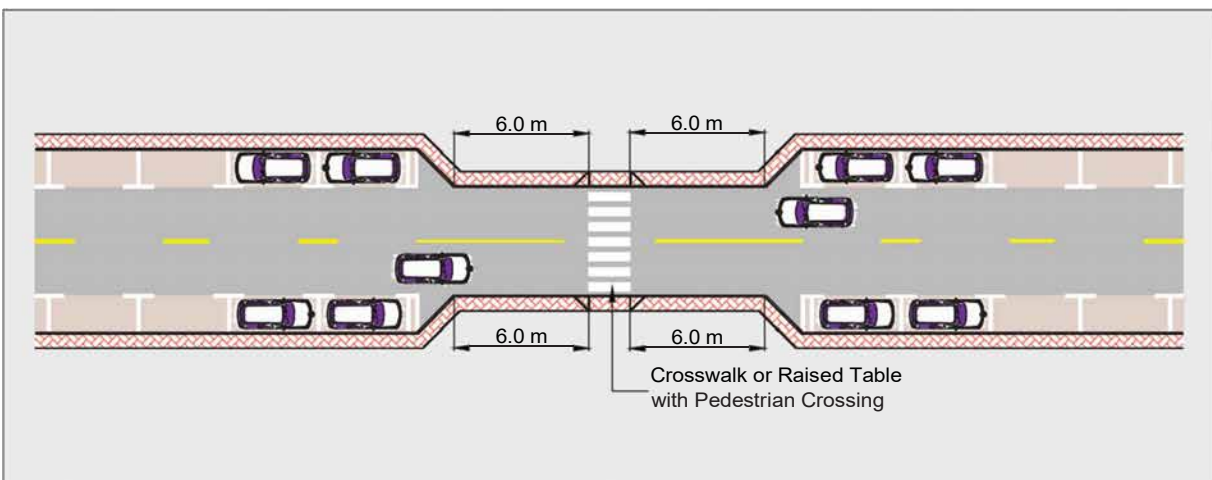 6.0 m
6.0 m
6.0 m
6.0 m
Crosswalk or Raised Table
with Pedestrian Crossing